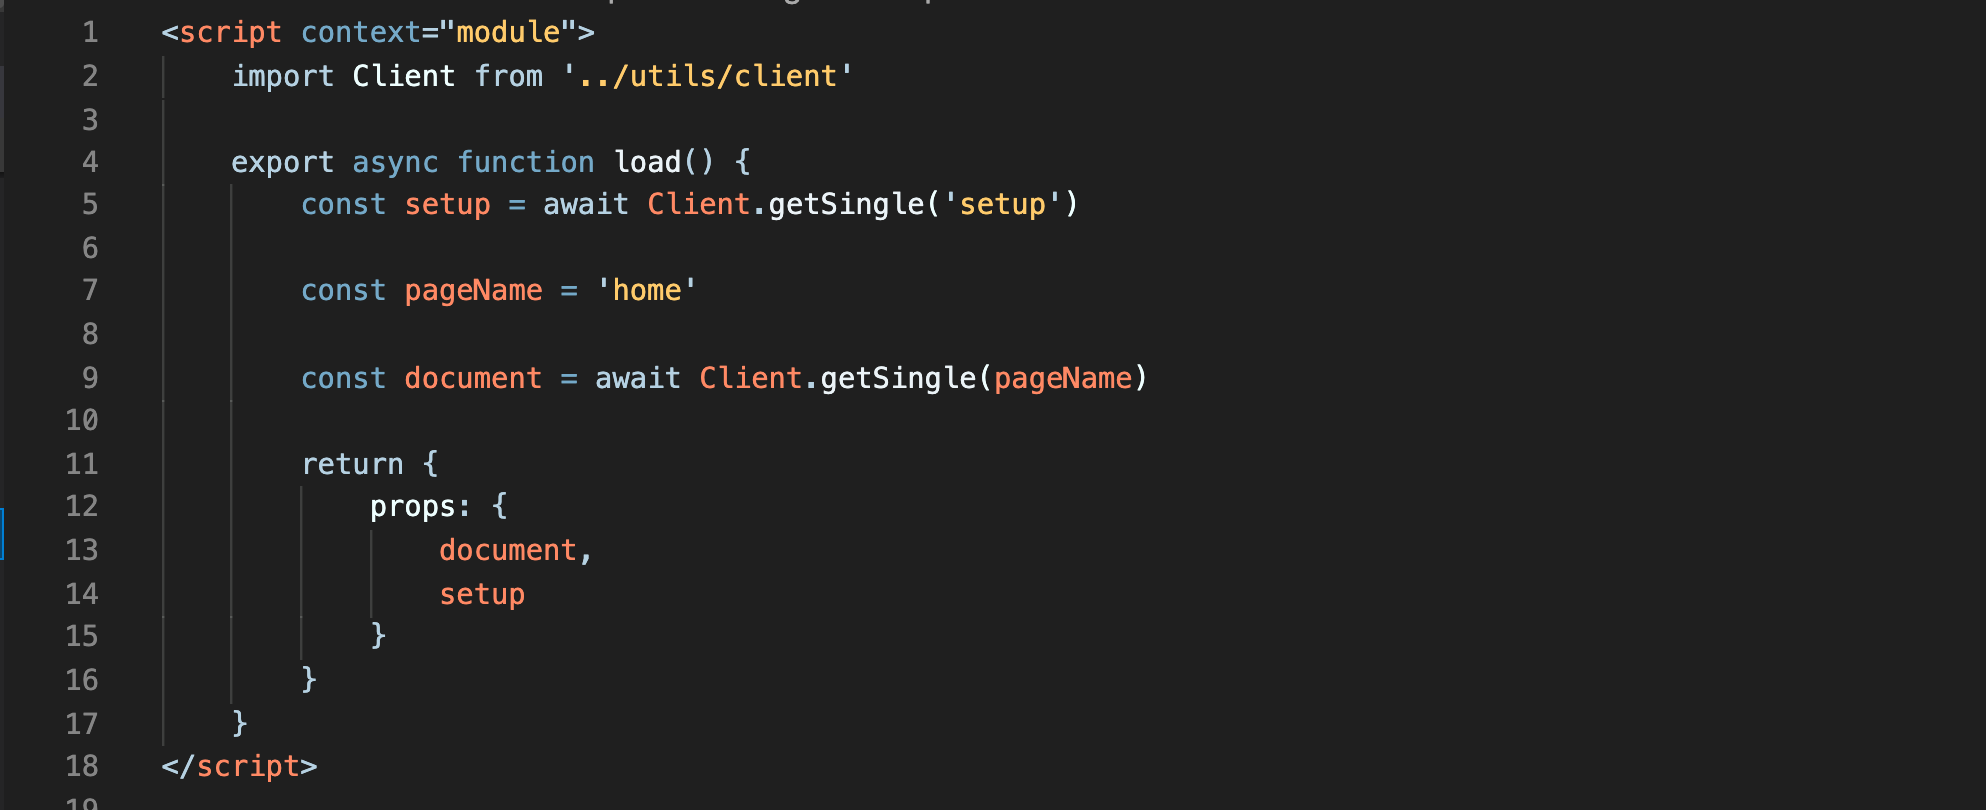 1 <script context="module">
2 import Client from '../utils/client'
3
4 export async function load() {
5 const setup = await Client.getSingle('setup')
6
7 const pageName = 'home'
8
9 const document = await Client.getSingle(pageName)
10
11 return {
12 props: {
13 document,
14 setup
15 }
16 }
17 }
18 </script>
19